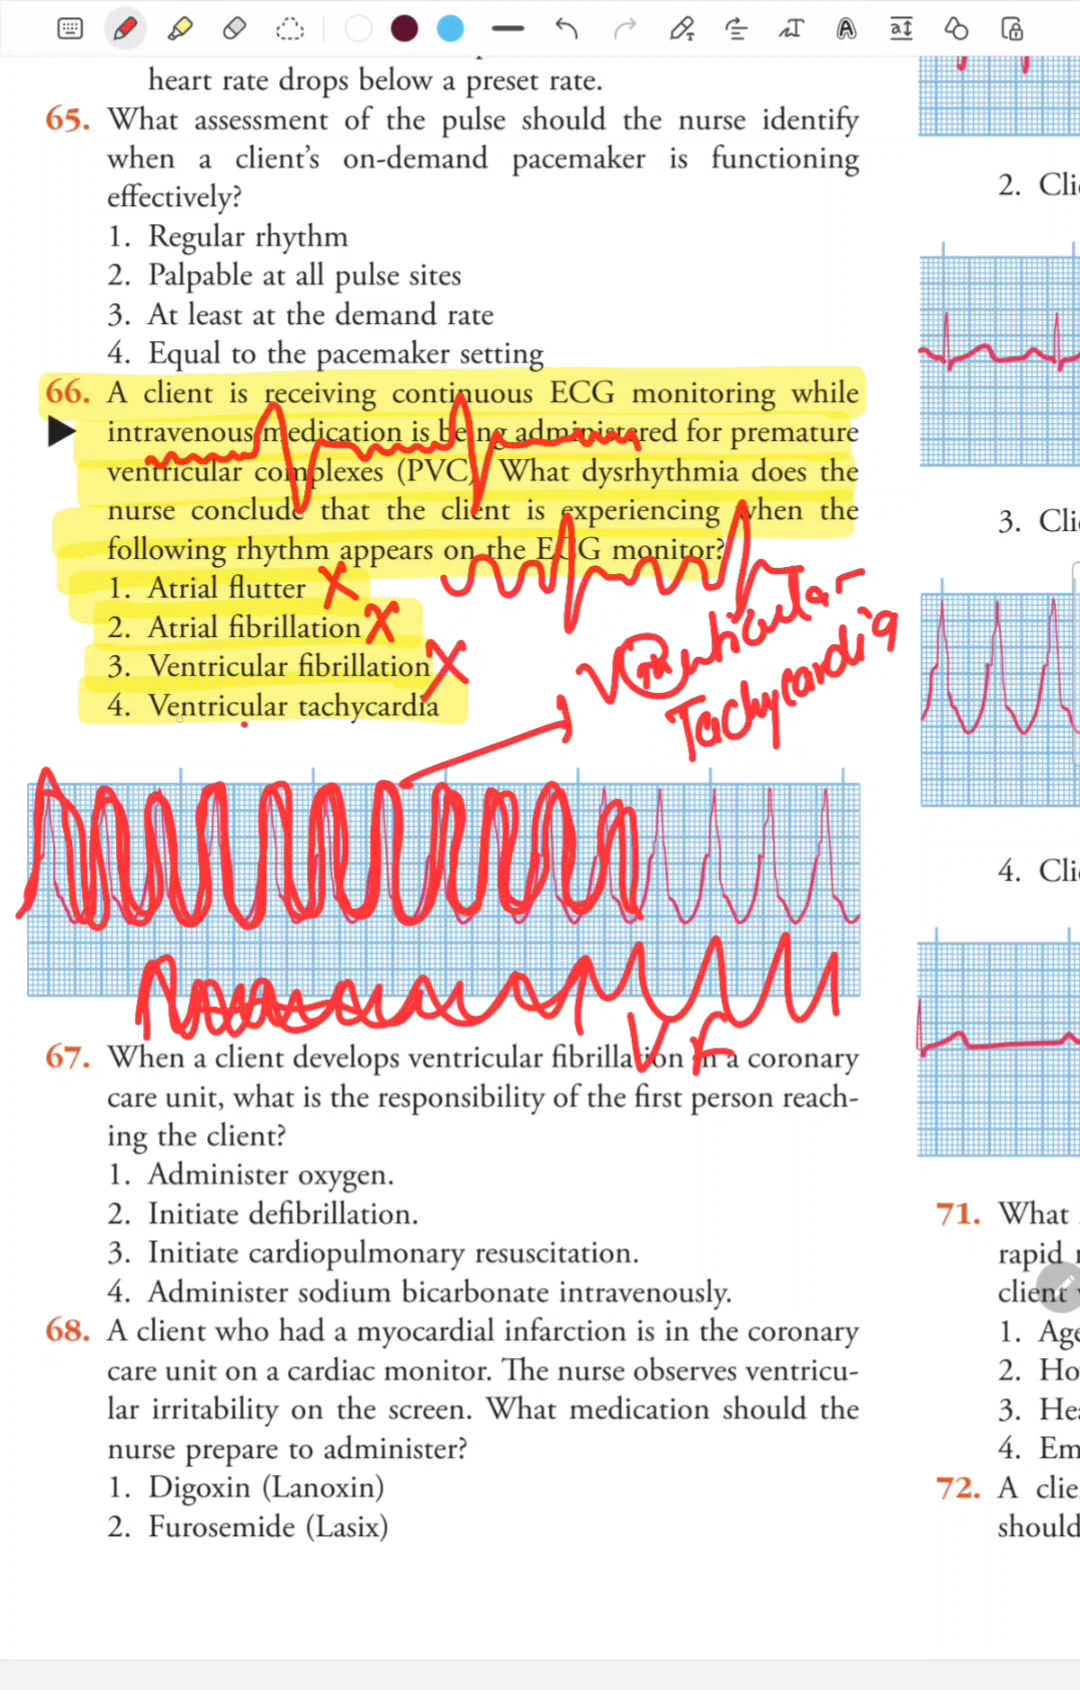 heart rate drops below a preset rate.
65. What assessment of the pulse should the nurse identify
when a client's on-demand pacemaker is functioning
effectively?
1. Regular rhythm
2. Palpable at all pulse sites
3. At least at the demand rate
4. Equal to the pacemaker setting
66. A client is receiving continuous ECG monitoring while
intravenous medication is being administered for premature
ventricular complexes (PVC). What dysrhythmia does the
nurse conclude that the client is experiencing when the
following rhythm appears on the ECG monitor?
1. Atrial flutter
2. Atrial fibrillation
3. Ventricular fibrillation
4. Ventricular tachycardia
Ventricular
Tachycardia
VF
67. When a client develops ventricular fibrillation in a coronary
care unit, what is the responsibility of the first person reach-
ing the client?
1. Administer oxygen.
2. Initiate defibrillation.
3. Initiate cardiopulmonary resuscitation.
4. Administer sodium bicarbonate intravenously.
68. A client who had a myocardial infarction is in the coronary
care unit on a cardiac monitor. The nurse observes ventricu-
lar irritability on the screen. What medication should the
nurse prepare to administer?
1. Digoxin (Lanoxin)
2. Furosemide (Lasix)
2. Cli
3. Cli
4. Cli
71. What
rapid
client
1. Age
2. Ho
3. Hea
4. Em
72. A clie
should